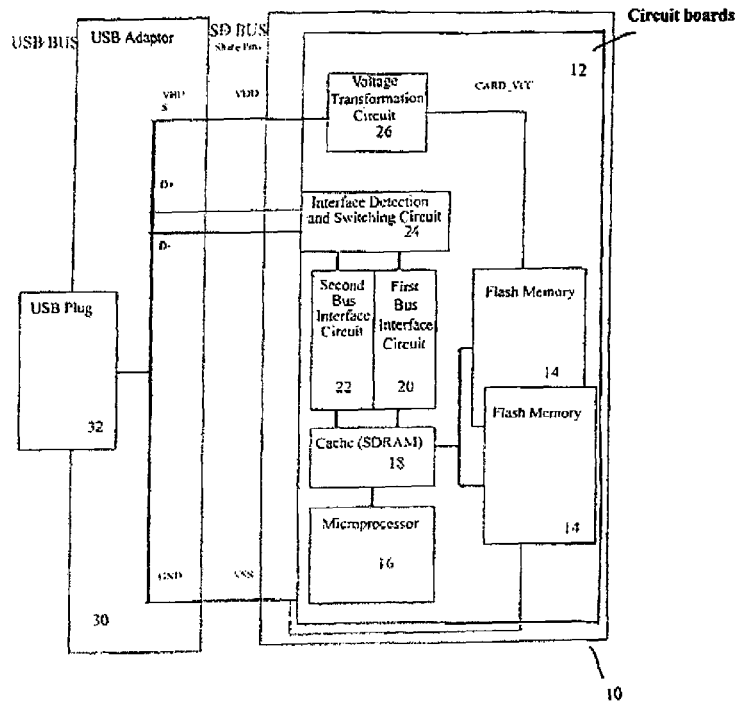 Circuit boards
USB BUS
USB Adaptor
SD BUS
12
Voltage
Transformation
Circuit
26
CARD_VCC
VDD
D+
Interface Detection
and Switching Circuit
24
D-
Second
Bus
Interface
Circuit
22
First
Bus
Interface
Circuit
20
Flash Memory
14
USB Plug
32
Flash Memory
14
Cache (SDRAM)
18
Microprocessor
16
GND
VSS
30
10